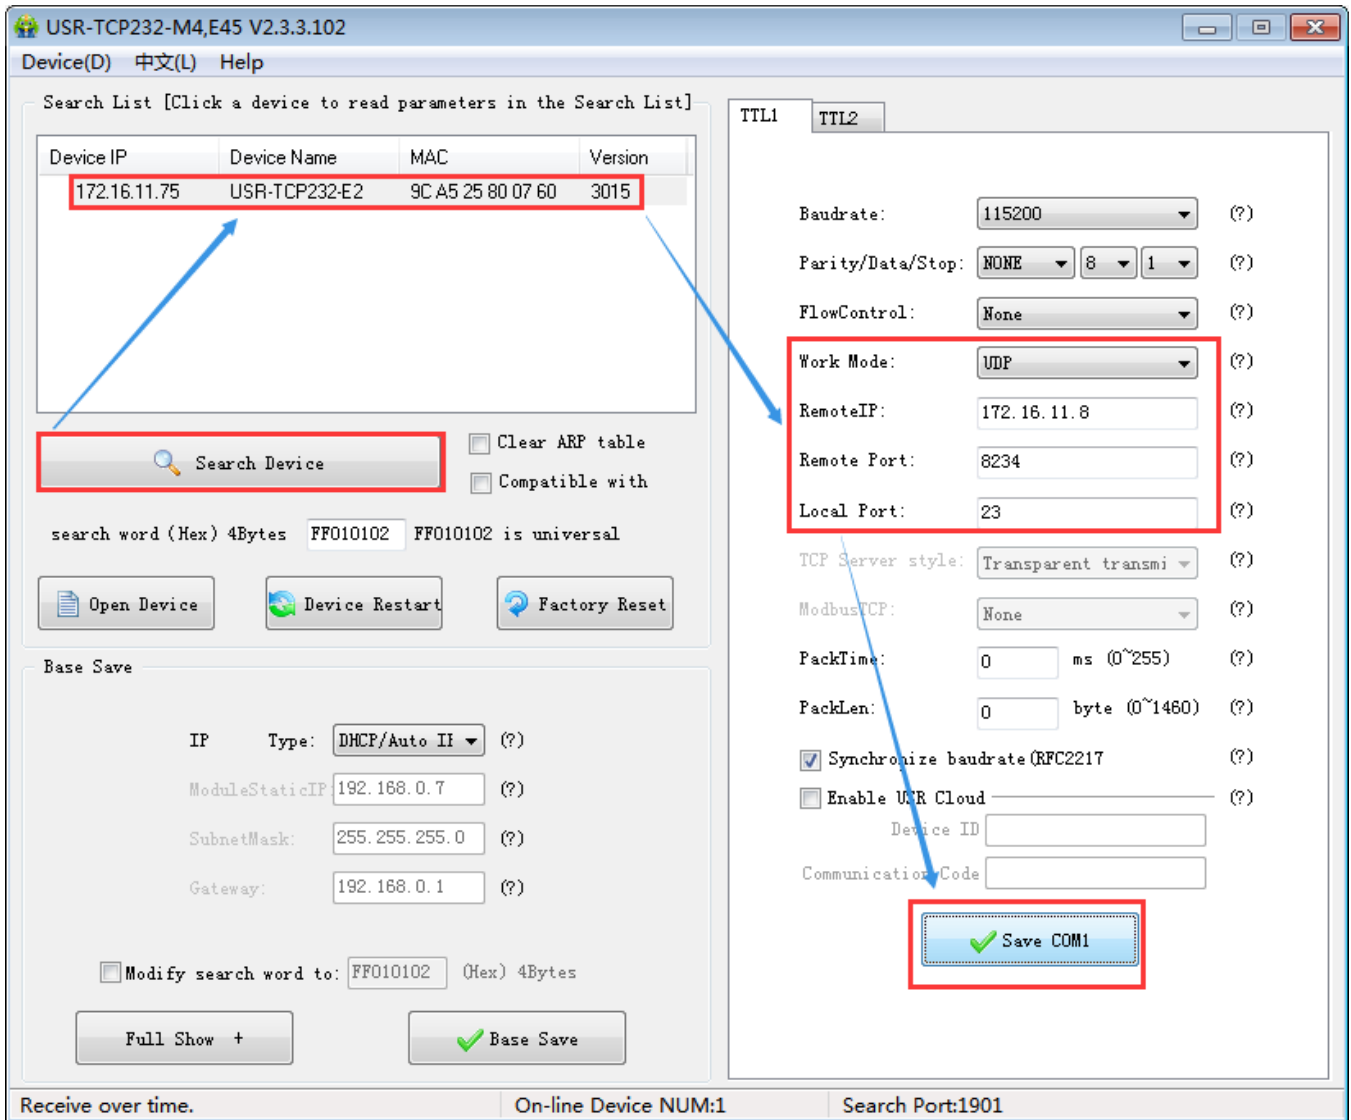 USR-TCP232-M4,E45 V2.3.3.102
Device(D) 中文(L) Help
Search List [Click a device to read parameters in the Search List]
Device IP Device Name MAC Version
172.16.11.75 USR-TCP232-E2 9C A5 25 80 07 60 3015
Search Device
Clear ARP table
Compatible with
search word(Hex) 4Bytes FF010102 FF010102 is universal
Open Device Device Restart Factory Reset
Base Save
IP Type: DHCP/Auto IP (?)
ModuleStaticIP: 192.168.0.7 (?)
SubnetMask: 255.255.255.0 (?)
Gateway: 192.168.0.1 (?)
Modify search word to: FF010102 (Hex) 4Bytes
Full Show + Base Save
TTL1 TTL2
Baudrate: 115200 (?)
Parity/Data/Stop: NONE 8 1 (?)
FlowControl: None (?)
Work Mode: UDP (?)
RemoteIP: 172.16.11.8 (?)
Remote Port: 8234 (?)
Local Port: 23 (?)
TCP Server style: Transparent transmi (?)
ModbusTCP: None (?)
PackTime: 0 ms (0~255) (?)
PackLen: 0 byte (0~1460) (?)
Synchronize baudrate(RFC2217 (?)
Enable USR Cloud (?)
Device ID
Communication Code
Save COM1
Receive over time. On-line Device NUM:1 Search Port:1901